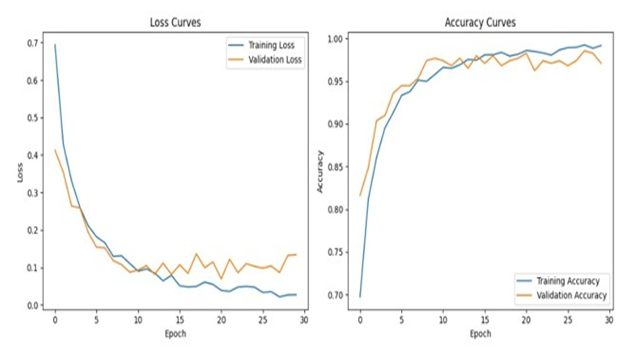 Loss Curves
0.7
0.6
0.5
0.4
0.3
0.2
0.1
0.0
Loss
0
5
10
15
20
25
30
Epoch
Training Loss
Validation Loss
Accuracy Curves
1.00
0.95
0.90
0.85
0.80
0.75
0.70
Accuracy
0
5
10
15
20
25
30
Epoch
Training Accuracy
Validation Accuracy